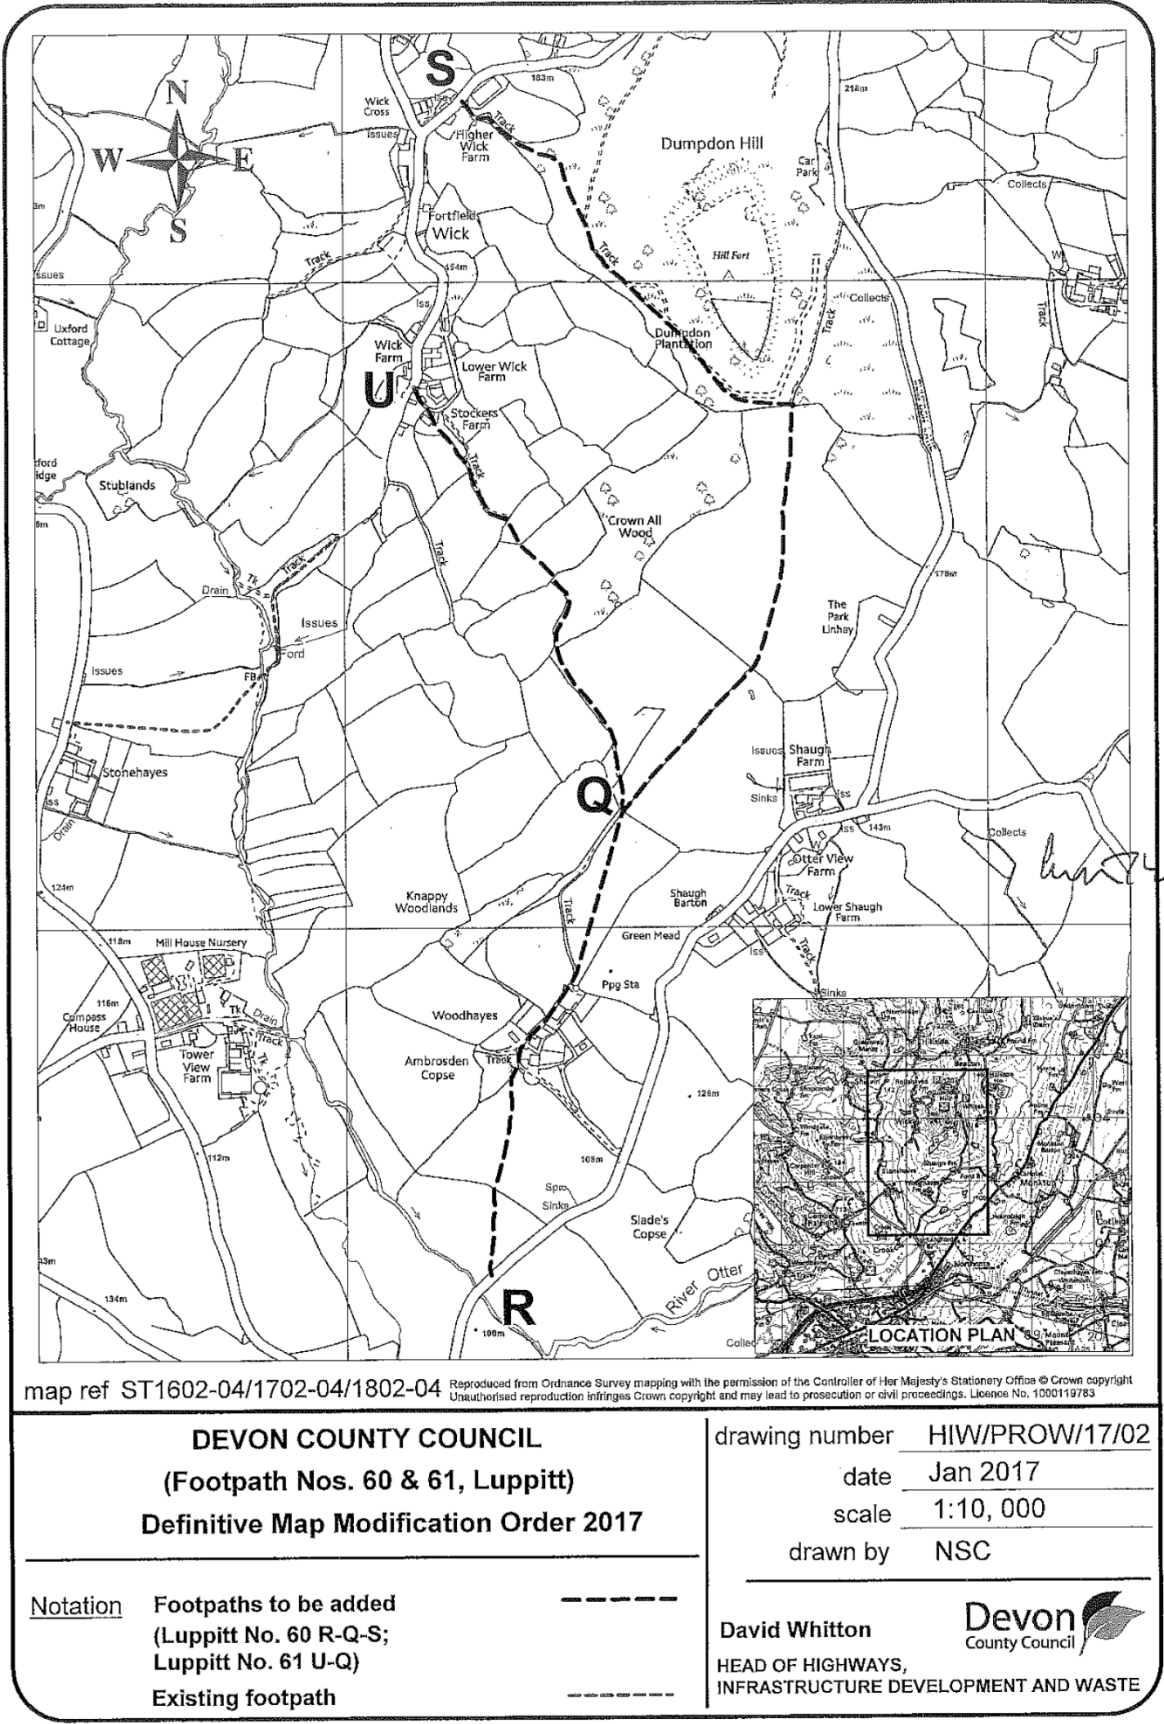 S
183m
218m
N
W E
S
Wick
Cross
Issues
Higher
Wick
Farm
Track
Dumpdon Hill
Car
Park
Collects
Fortfield
Wick
Track
154m
Track
Hill Fort
Issues
Iss
Collects
Track
Track
Uxford
Cottage
Dumpdon
Plantation
Wick
Farm
Lower Wick
Farm
U
Stockers
Farm
Track
Stublands
Crown All
Wood
Track
Track
Tk
Drain
178m
The
Park
Linhay
Issues
Ford
Issues
FB
Stonehayes
Issues
Shaugh
Farm
Sinks
Iss
Q
Iss
Drain
Iss
143m
Collects
W
Otter View
Farm
124m
Knappy
Woodlands
Shaugh
Barton
Track
Lower Shaugh
Farm
Track
Green Mead
118m
Mill House Nursery
Iss
Track
Ppg Sta
Sinks
116m
Compass
House
Tk
Drain
Track
Woodhayes
Tower
View
Farm
Tk
Ambrosden
Copse
Track
126m
112m
108m
Spr
Sinks
Slade's
Copse
River Otter
134m
R
100m
LOCATION PLAN
map ref ST1602-04/1702-04/1802-04
Reproduced from Ordnance Survey mapping with the permission of the Controller of Her Majesty's Stationery Office © Crown copyright
Unauthorised reproduction infringes Crown copyright and may lead to prosecution or civil proceedings. Licence No. 1000119783
DEVON COUNTY COUNCIL
(Footpath Nos. 60 & 61, Luppitt)
Definitive Map Modification Order 2017
drawing number HIW/PROW/17/02
date Jan 2017
scale 1:10, 000
drawn by NSC
Notation
Footpaths to be added
(Luppitt No. 60 R-Q-S;
Luppitt No. 61 U-Q)
Existing footpath
David Whitton
HEAD OF HIGHWAYS,
INFRASTRUCTURE DEVELOPMENT AND WASTE
Devon
County Council